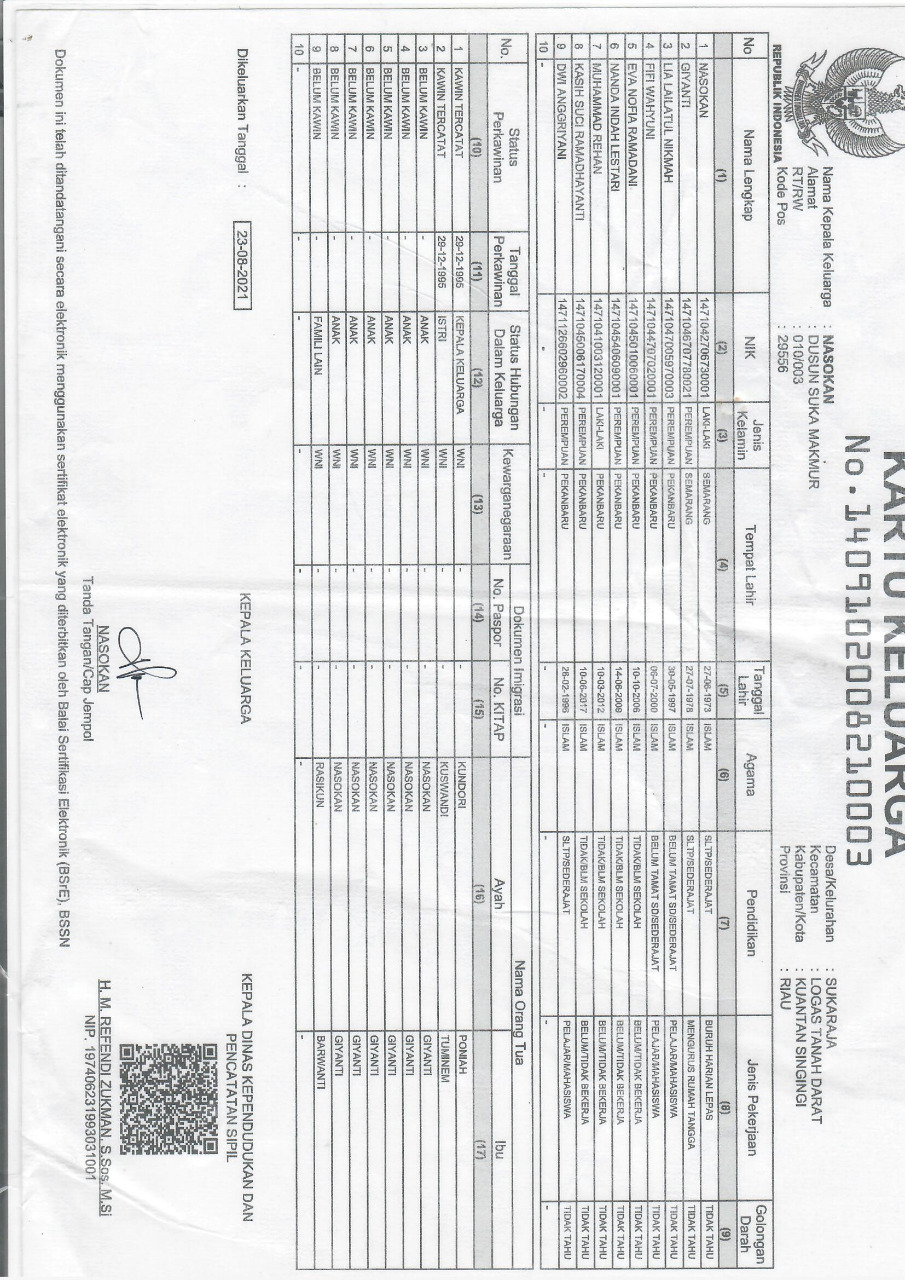 KARTU KELUARGA
No. 1409102008210003
REPUBLIK INDONESIA
Nama Kepala Keluarga : NASOKAN
Alamat : DUSUN SUKA MAKMUR
RT/RW : 010/003
Kode Pos : 29556
Desa/Kelurahan : SUKARAJA
Kecamatan : LOGAS TANAH DARAT
Kabupaten/Kota : KUANTAN SINGINGI
Provinsi : RIAU
No Nama Lengkap NIK Jenis Kelamin Tempat Lahir Tanggal Lahir Agama Pendidikan Jenis Pekerjaan Golongan Darah
(1) (2) (3) (4) (5) (6) (7) (8) (9)
1 NASOKAN 1471042706730001 LAKI-LAKI SEMARANG 27-06-1973 ISLAM SLTP/SEDERAJAT BURUH HARIAN LEPAS TIDAK TAHU
2 GIYANTI 1471046707780021 PEREMPUAN SEMARANG 27-07-1978 ISLAM SLTP/SEDERAJAT MENGURUS RUMAH TANGGA TIDAK TAHU
3 LIA LAILATUL NIKMAH 1471047005970003 PEREMPUAN PEKANBARU 30-05-1997 ISLAM BELUM TAMAT SD/SEDERAJAT PELAJAR/MAHASISWA TIDAK TAHU
4 FIFI WAHYUNI 1471044707020001 PEREMPUAN PEKANBARU 06-07-2000 ISLAM BELUM TAMAT SD/SEDERAJAT PELAJAR/MAHASISWA TIDAK TAHU
5 EVA NOFIA RAMADANI 1471045010060001 PEREMPUAN PEKANBARU 10-10-2006 ISLAM TIDAK/BLM SEKOLAH BELUM/TIDAK BEKERJA TIDAK TAHU
6 NANDA INDAH LESTARI 1471045406090001 PEREMPUAN PEKANBARU 14-06-2009 ISLAM TIDAK/BLM SEKOLAH BELUM/TIDAK BEKERJA TIDAK TAHU
7 MUHAMMAD REHAN 1471041003120001 LAKI-LAKI PEKANBARU 10-03-2012 ISLAM TIDAK/BLM SEKOLAH BELUM/TIDAK BEKERJA TIDAK TAHU
8 KASIH SUCI RAMADHAYANTI 1471045006170004 PEREMPUAN PEKANBARU 10-06-2017 ISLAM TIDAK/BLM SEKOLAH BELUM/TIDAK BEKERJA TIDAK TAHU
9 DWI ANGGRIYANI 1471126602960002 PEREMPUAN PEKANBARU 26-02-1996 ISLAM SLTP/SEDERAJAT PELAJAR/MAHASISWA TIDAK TAHU
10 - - - - - - - - -
No. Status Perkawinan Tanggal Perkawinan Status Hubungan Dalam Keluarga Kewarganegaraan Dokumen Imigrasi Nama Orang Tua
No. Paspor No. KITAP Ayah Ibu
(10) (11) (12) (13) (14) (15) (16) (17)
1 KAWIN TERCATAT 29-12-1995 KEPALA KELUARGA WNI - - KUNDORI PONIAH
2 KAWIN TERCATAT 29-12-1995 ISTRI WNI - - KUSWANDI TUMINEM
3 BELUM KAWIN - ANAK WNI - - NASOKAN GIYANTI
4 BELUM KAWIN - ANAK WNI - - NASOKAN GIYANTI
5 BELUM KAWIN - ANAK WNI - - NASOKAN GIYANTI
6 BELUM KAWIN - ANAK WNI - - NASOKAN GIYANTI
7 BELUM KAWIN - ANAK WNI - - NASOKAN GIYANTI
8 BELUM KAWIN - ANAK WNI - - NASOKAN GIYANTI
9 BELUM KAWIN - FAMILI LAIN WNI - - RASIKUN BARWANTI
10 - - - - - - - -
Dikeluarkan Tanggal : 23-08-2021
KEPALA KELUARGA
NASOKAN
Tanda Tangan/Cap Jempol
KEPALA DINAS KEPENDUDUKAN DAN
PENCATATAN SIPIL
H. M. REFENDI ZUKMAN, S.Sos, M.Si
NIP. 197406231993031001
Dokumen ini telah ditandatangani secara elektronik menggunakan sertifikat elektronik yang diterbitkan oleh Balai Sertifikasi Elektronik (BSrE), BSSN